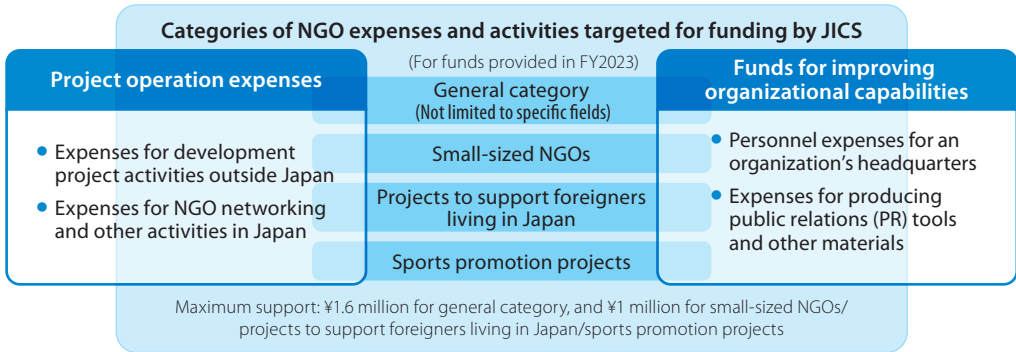 Categories of NGO expenses and activities targeted for funding by JICS
(For funds provided in FY2023)
Project operation expenses
• Expenses for development
project activities outside Japan
• Expenses for NGO networking
and other activities in Japan
General category
(Not limited to specific fields)
Small-sized NGOs
Projects to support foreigners
living in Japan
Sports promotion projects
Funds for improving
organizational capabilities
• Personnel expenses for an
organization’s headquarters
• Expenses for producing
public relations (PR) tools
and other materials
Maximum support: ¥1.6 million for general category, and ¥1 million for small-sized NGOs/
projects to support foreigners living in Japan/sports promotion projects